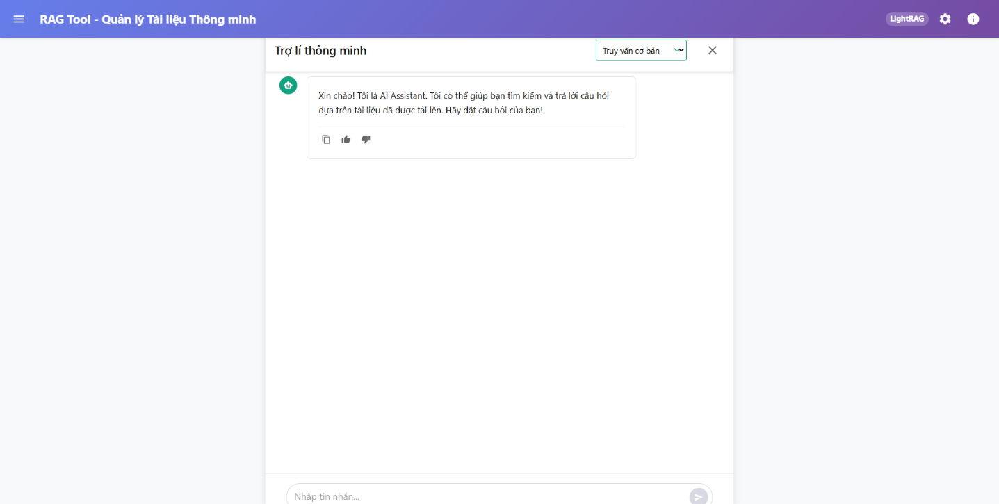 RAG Tool - Quản lý Tài liệu Thông minh
LightRAG
Trợ lí thông minh
Truy vấn cơ bản
Xin chào! Tôi là AI Assistant. Tôi có thể giúp bạn tìm kiếm và trả lời câu hỏi
dựa trên tài liệu đã được tải lên. Hãy đặt câu hỏi của bạn!
Nhập tin nhắn...